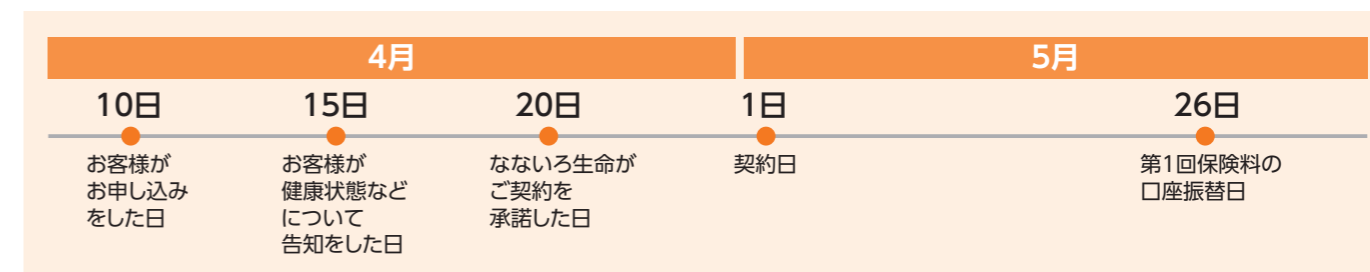 4月
5月
10日
15日
20日
1日
26日
お客様が
お申し込み
をした日
お客様が
健康状態など
について
告知をした日
なないろ生命が
ご契約を
承諾した日
契約日
第1回保険料の
口座振替日